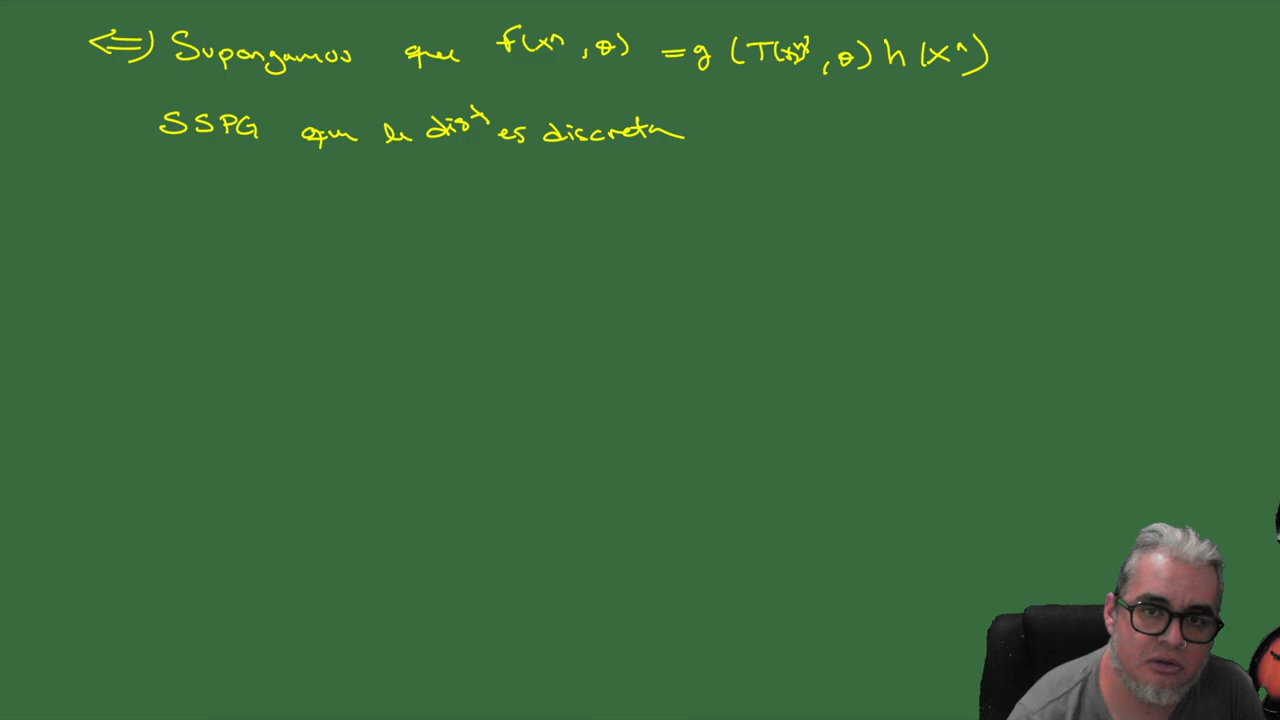 ⇐) Supongamos que f(xⁿ, θ) = g(T(xⁿ), θ) h(xⁿ)
SSPG que la distⁿ es discreta